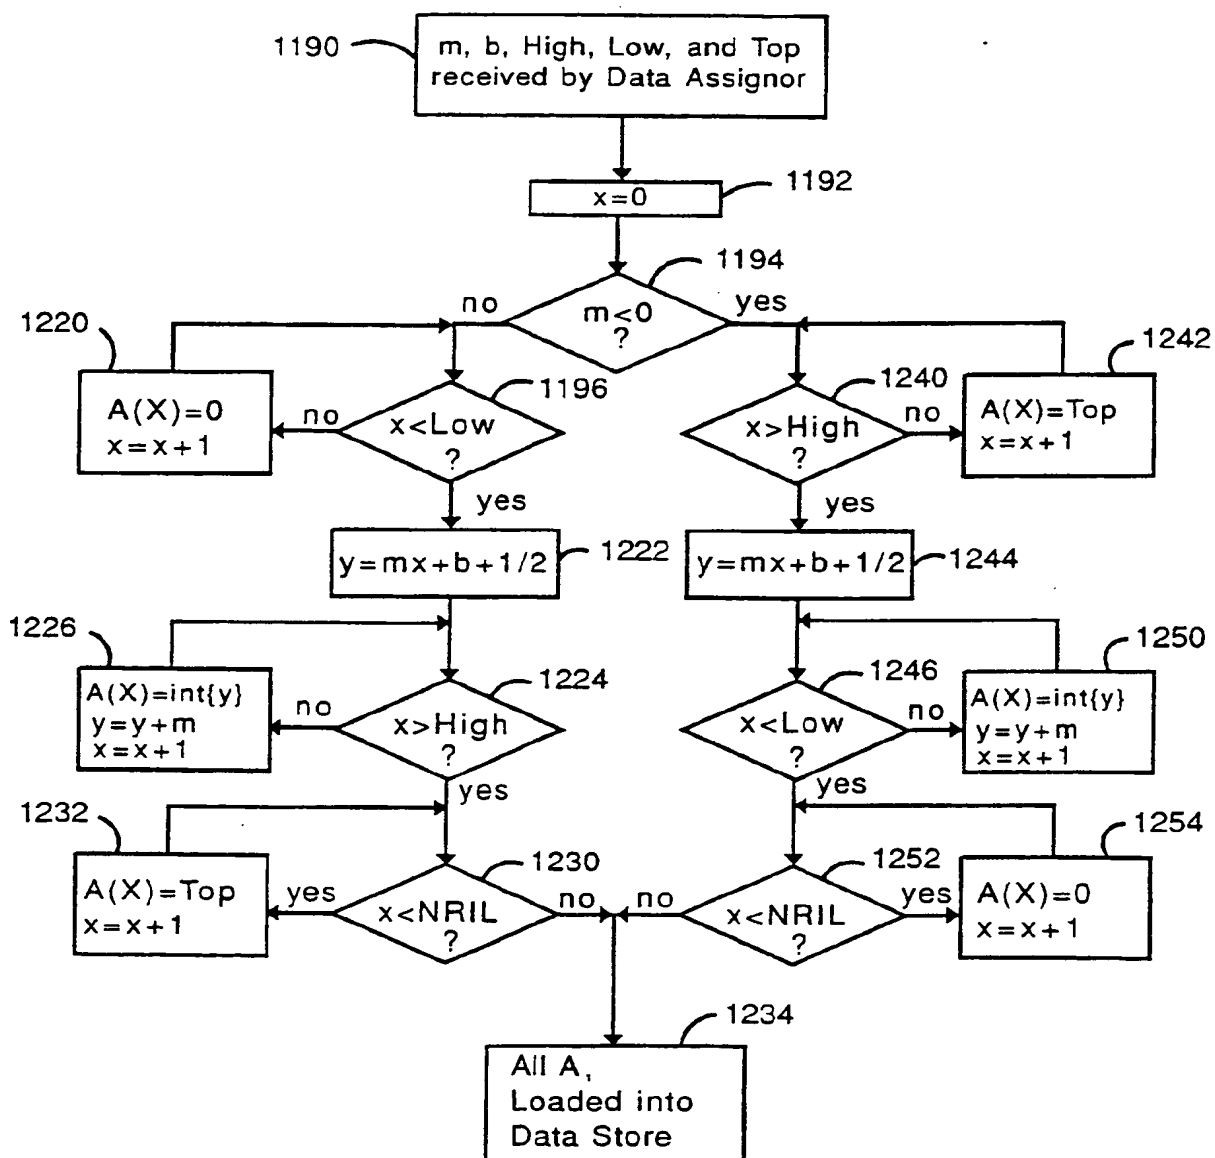 1190
m, b, High, Low, and Top
received by Data Assignor
x=0
1192
1194
m<0
?
no
yes
1220
A(X)=0
x=x+1
no
1196
x<Low
?
yes
1240
x>High
?
no
yes
1242
A(X)=Top
x=x+1
y=mx+b+1/2
1222
y=mx+b+1/2
1244
1226
A(X)=int{y}
y=y+m
x=x+1
no
1224
x>High
?
yes
1246
x<Low
?
no
yes
1250
A(X)=int{y}
y=y+m
x=x+1
1232
A(X)=Top
x=x+1
yes
1230
x<NRIL
?
no
no
1252
x<NRIL
?
yes
1254
A(X)=0
x=x+1
1234
All A,
Loaded into
Data Store